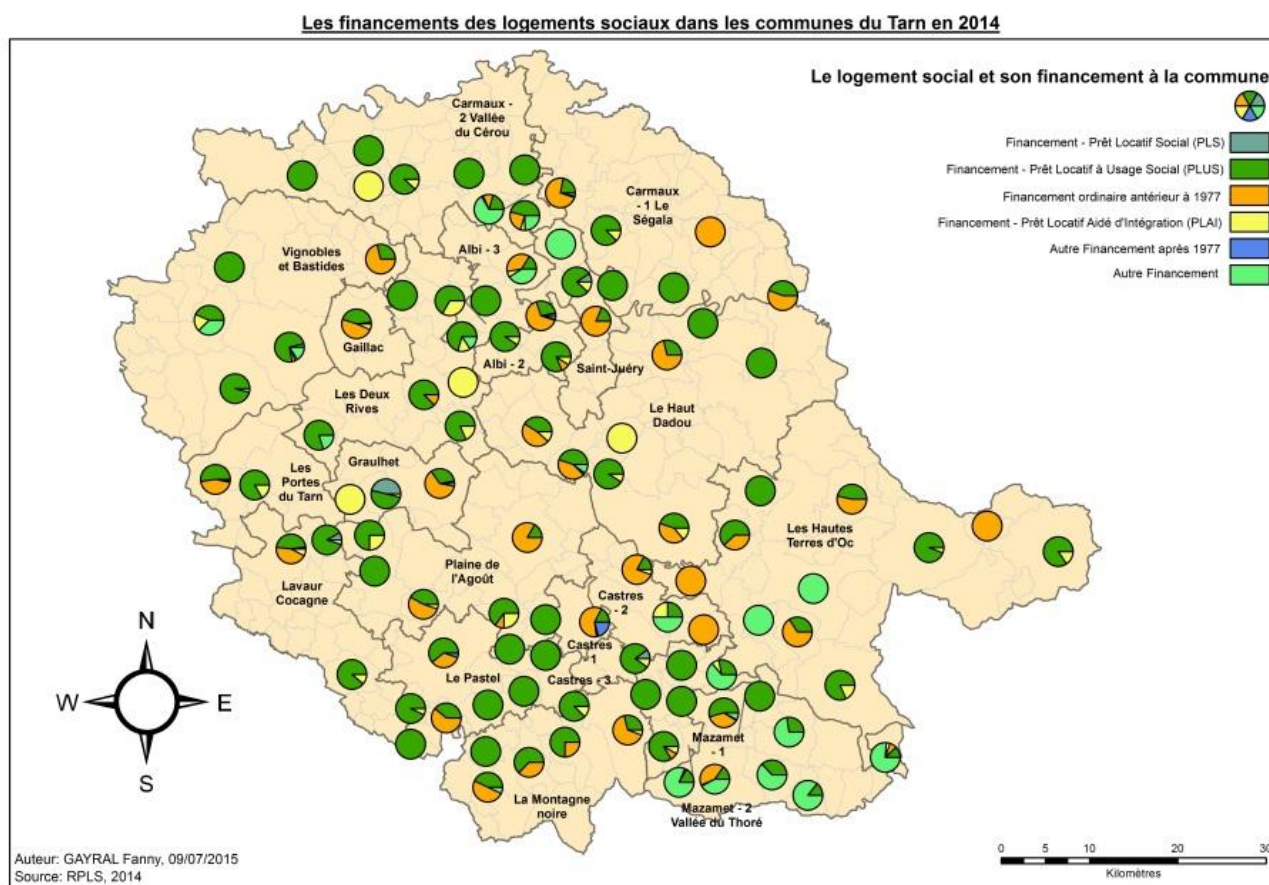 Les financements des logements sociaux dans les communes du Tarn en 2014
Le logement social et son financement à la commune
Financement - Prêt Locatif Social (PLS)
Financement - Prêt Locatif à Usage Social (PLUS)
Financement ordinaire antérieur à 1977
Financement - Prêt Locatif Aidé d'Intégration (PLAI)
Autre Financement après 1977
Autre Financement
Carmaux -
2 Vallée
du Cérou
Carmaux
- 1 Le
Ségala
Vignobles
et Bastides
Albi - 3
Gaillac
Albi - 2
Saint-Juéry
Les Deux
Rives
Le Haut
Dadou
Les
Portes
du Tarn
Graulhet
Les Hautes
Terres d'Oc
Lavaur
Cocagne
Plaine de
l'Agoût
Castres
- 2
Castres
1
Le Pastel
Castres - 3
Mazamet
- 1
La Montagne
noire
Mazamet - 2
Vallée du Thoré
N
W
E
S
Auteur: GAYRAL Fanny, 09/07/2015
Source: RPLS, 2014
0 5 10 20 30
Kilomètres